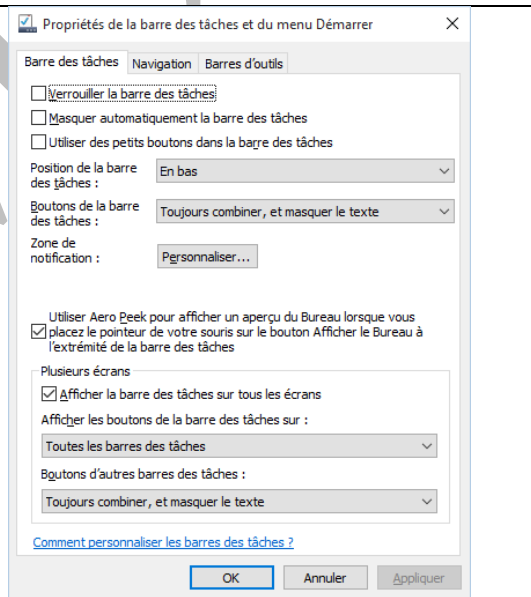 Propriétés de la barre des tâches et du menu Démarrer
Barre des tâches Navigation Barres d'outils
Verrouiller la barre des tâches
Masquer automatiquement la barre des tâches
Utiliser des petits boutons dans la barre des tâches
Position de la barre
des tâches :
En bas
Boutons de la barre
des tâches :
Toujours combiner, et masquer le texte
Zone de
notification :
Personnaliser...
Utiliser Aero Peek pour afficher un aperçu du Bureau lorsque vous
placez le pointeur de votre souris sur le bouton Afficher le Bureau à
l'extrémité de la barre des tâches
Plusieurs écrans
Afficher la barre des tâches sur tous les écrans
Afficher les boutons de la barre des tâches sur :
Toutes les barres des tâches
Boutons d'autres barres des tâches :
Toujours combiner, et masquer le texte
Comment personnaliser les barres des tâches ?
OK Annuler Appliquer